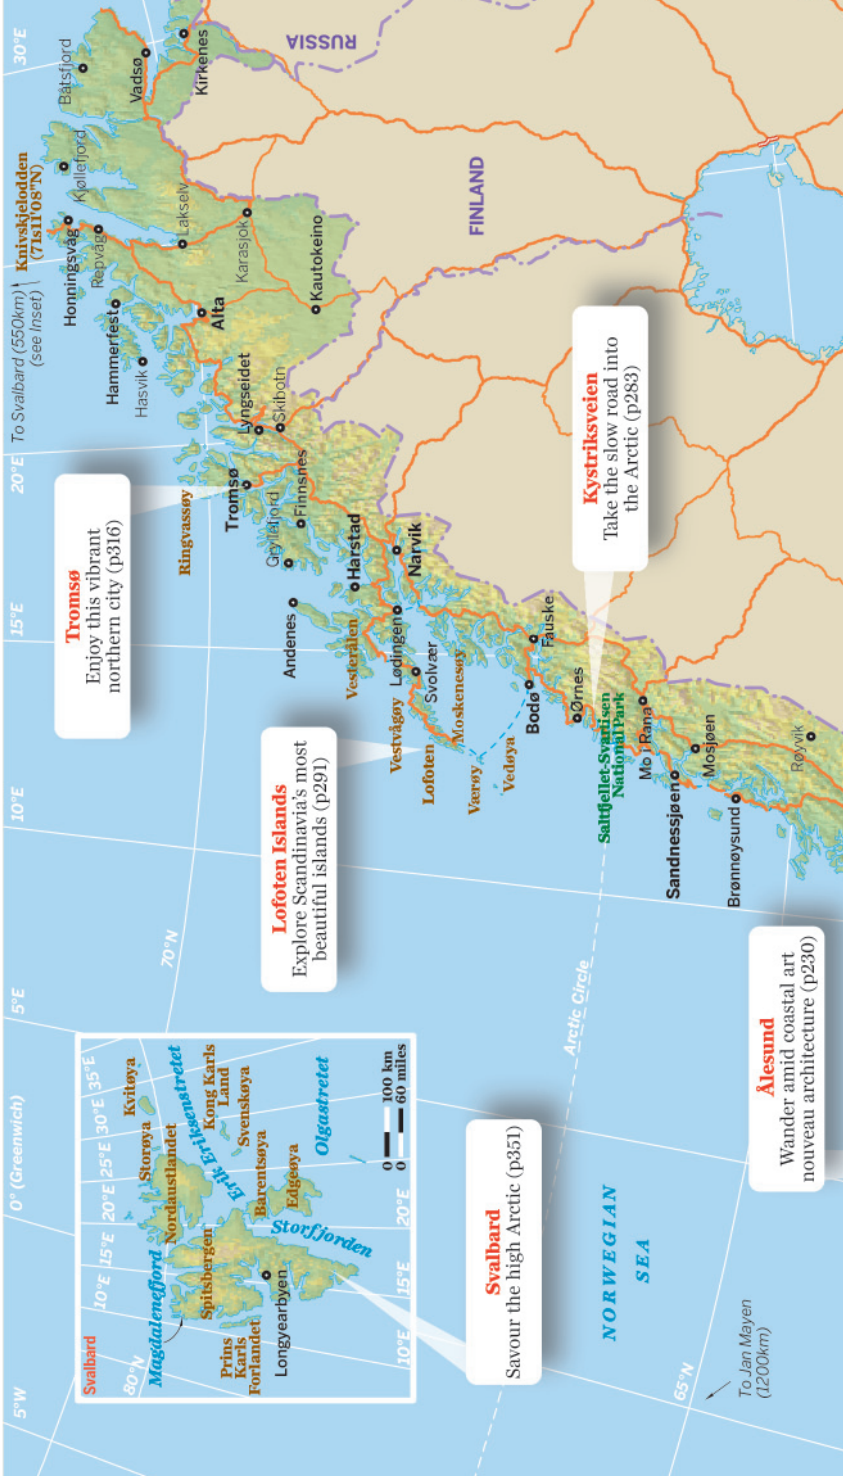 5°W
0° (Greenwich)
5°E
10°E
15°E
20°E
30°E
To Svalbard (550km)
(see Inset)
Knivskjelodden
(71s11'08"N)
Svalbard
80°N
10°E
15°E
20°E
25°E
30°E
35°E
Magdalenefjord
Storøya
Kvitøya
Nordaustlandet
Erik Eriksenstretet
Spitsbergen
Kong Karls
Land
Svenskøya
Prins
Karls
Forlandet
Barentsøya
Edgeøya
Longyearbyen
Storfjorden
Olgastretet
10°E
15°E
20°E
0
100 km
0
60 miles
70°N
Tromsø
Enjoy this vibrant
northern city (p316)
Båtsfjord
Vadsø
Kirkenes
Kjøllefjord
Honningsvåg
Repvåg
Hammerfest
Hasvik
Lakselv
Alta
Karasjok
Kautokeino
RUSSIA
FINLAND
Ringvassøy
Tromsø
Lyngseidet
Skibotn
Gryllefjord
Finnsnes
Andenes
Harstad
Vesterålen
Narvik
Lødingen
Svolvær
Vestvågøy
Lofoten
Moskenesøy
Værøy
Vedøya
Lofoten Islands
Explore Scandinavia's most
beautiful islands (p291)
Bodø
Fauske
Ørnes
Saltfjellet-Svartisen
National Park
Kystriksveien
Take the slow road into
the Arctic (p283)
Mo i Rana
Sandnessjøen
Mosjøen
Brønnøysund
Røyvik
Arctic Circle
Svalbard
Savour the high Arctic (p351)
NORWEGIAN
SEA
65°N
To Jan Mayen
(1200km)
Ålesund
Wander amid coastal art
nouveau architecture (p230)